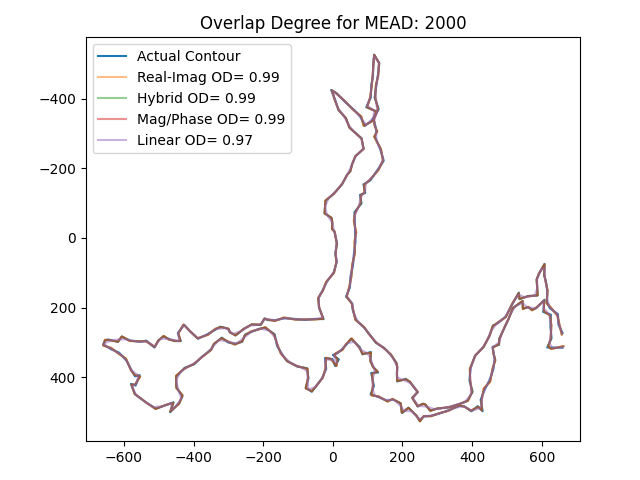 Overlap Degree for MEAD: 2000
Actual Contour
Real-Imag OD= 0.99
Hybrid OD= 0.99
Mag/Phase OD= 0.99
Linear OD= 0.97
−400
−200
0
200
400
−600 −400 −200 0 200 400 600